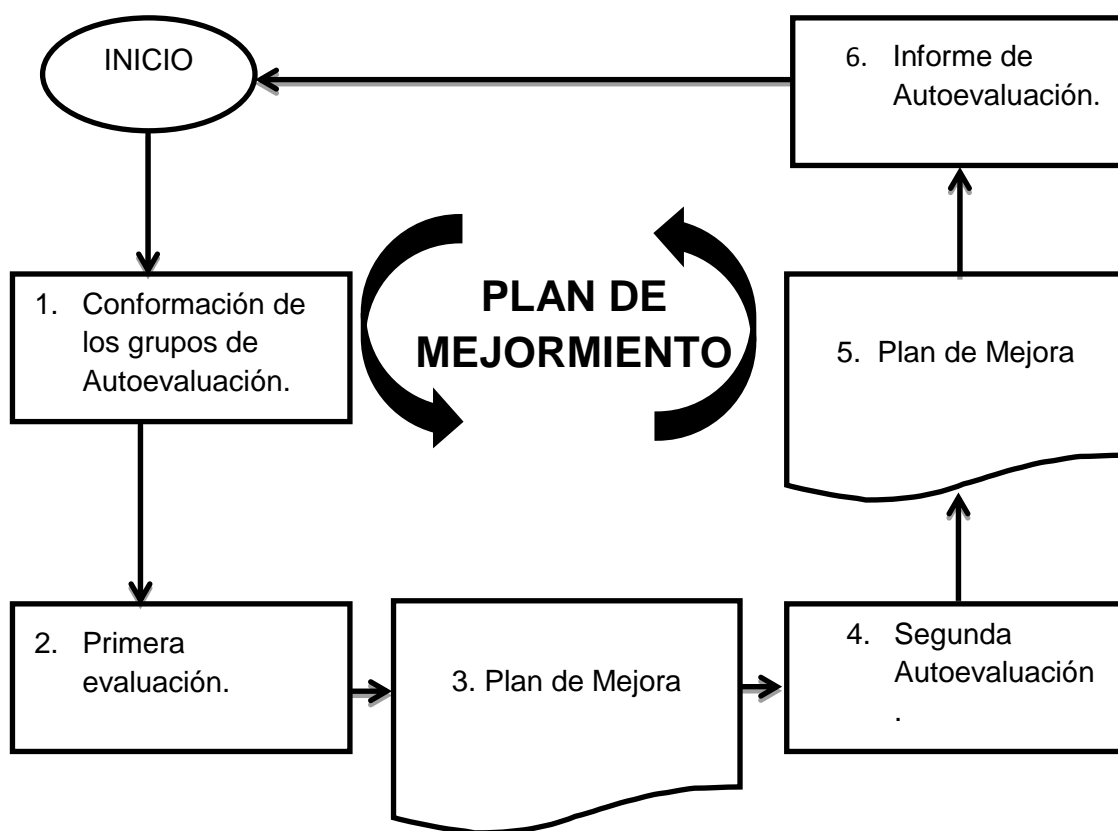 INICIO
6. Informe de
Autoevaluación.
PLAN DE
MEJORMIENTO
1. Conformación de
los grupos de
Autoevaluación.
5. Plan de Mejora
2. Primera
evaluación.
3. Plan de Mejora
4. Segunda
Autoevaluación
.